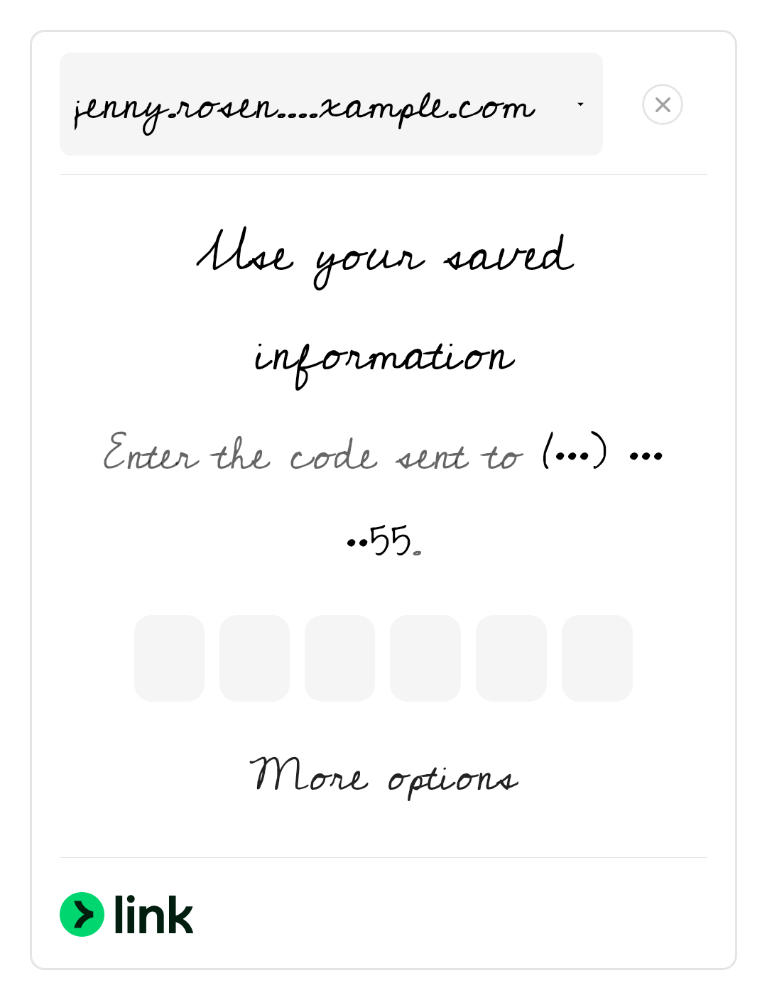 jenny.rosen....xample.com
Use your saved
information
Enter the code sent to (•••) •••
••55.
More options
link